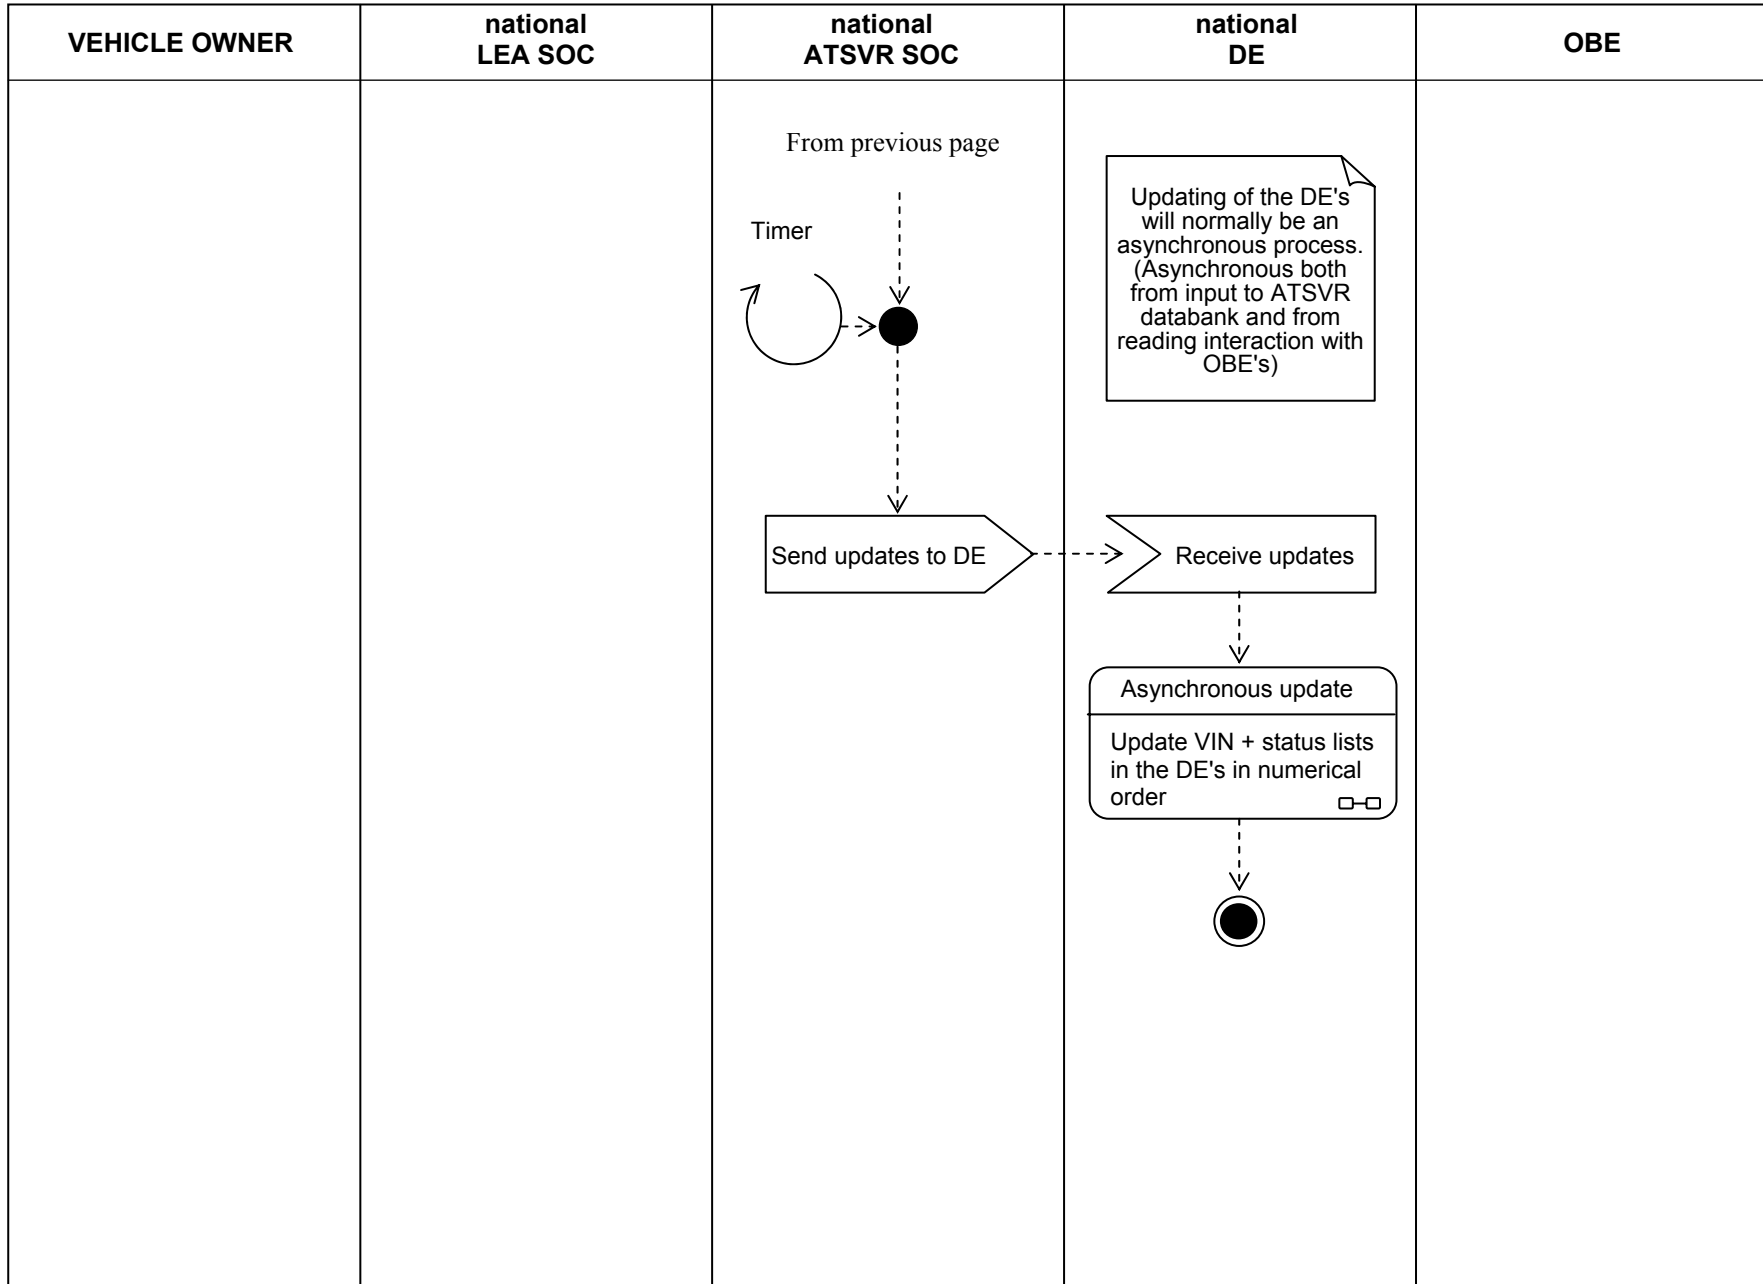 VEHICLE OWNER
national
LEA SOC
national
ATSVR SOC
national
DE
OBE
From previous page
Timer
Updating of the DE's
will normally be an
asynchronous process.
(Asynchronous both
from input to ATSVR
databank and from
reading interaction with
OBE's)
Send updates to DE
Receive updates
Asynchronous update
Update VIN + status lists
in the DE's in numerical
order